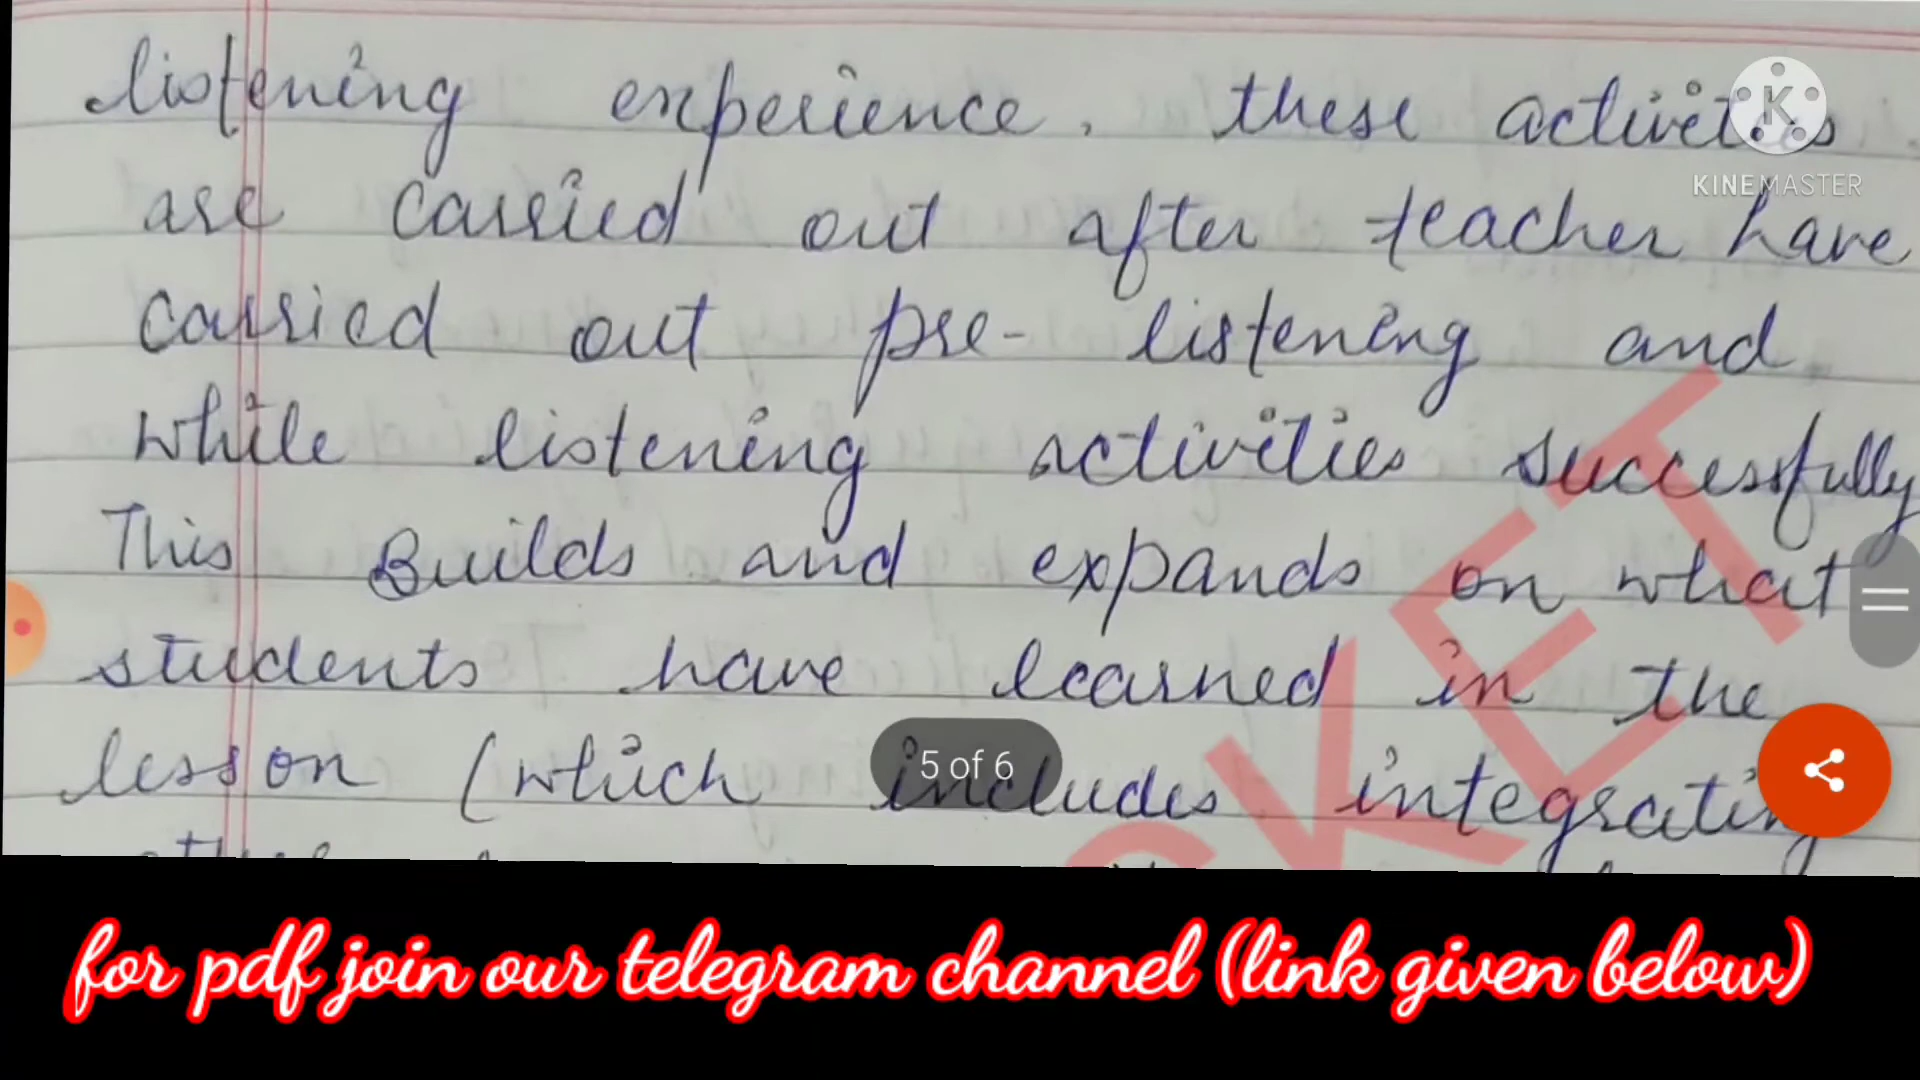 listening experience. these activities
KINEMASTER
are carried out after teacher have
carried out pre- listening and
while listening activities successfully
This Builds and expands on what
students have learned in the
lesson (which includes integrating
5 of 6
KET
for pdf join our telegram channel (link given below)